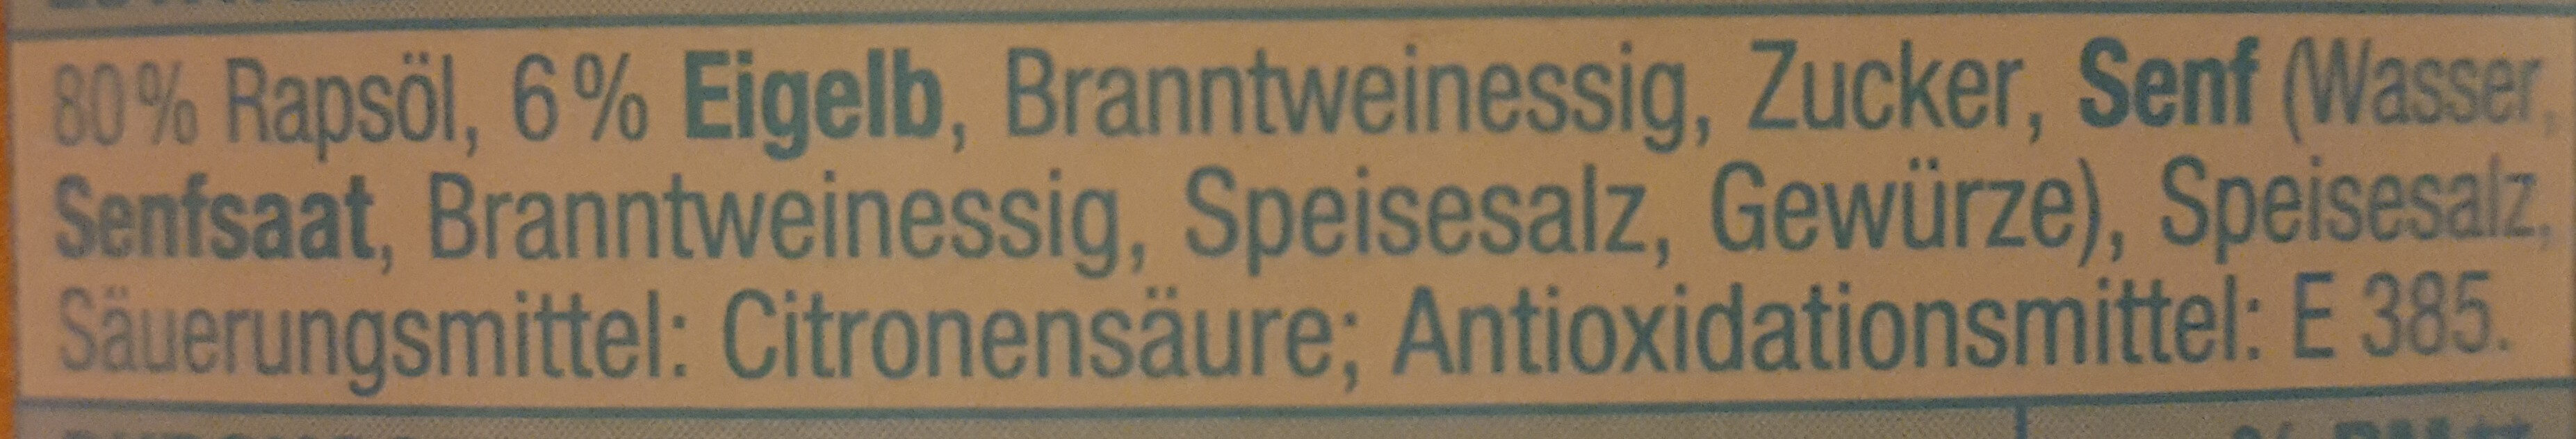 80% Rapsöl, 6% Eigelb, Branntweinessig, Zucker, Senf (Wasser,
Senfsaat, Branntweinessig, Speisesalz, Gewürze), Speisesalz,
Säuerungsmittel: Citronensäure; Antioxidationsmittel: E 385.